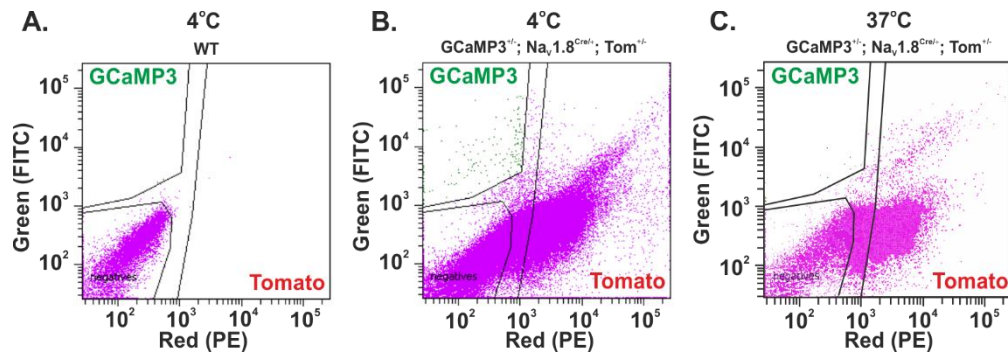 A.
4°C
WT
GCaMP3
10⁵
10⁴
10³
10²
Green (FITC)
negatives
Tomato
10² 10³ 10⁴ 10⁵
Red (PE)
B.
4°C
GCaMP3⁺/⁻; Naᵥ1.8ᶜʳᵉ/⁺; Tom⁺/⁻
GCaMP3
10⁵
10⁴
10³
10²
Green (FITC)
negatives
Tomato
10² 10³ 10⁴ 10⁵
Red (PE)
C.
37°C
GCaMP3⁺/⁻; Naᵥ1.8ᶜʳᵉ/⁺; Tom⁺/⁻
GCaMP3
10⁵
10⁴
10³
10²
Green (FITC)
negatives
Tomato
10² 10³ 10⁴ 10⁵
Red (PE)